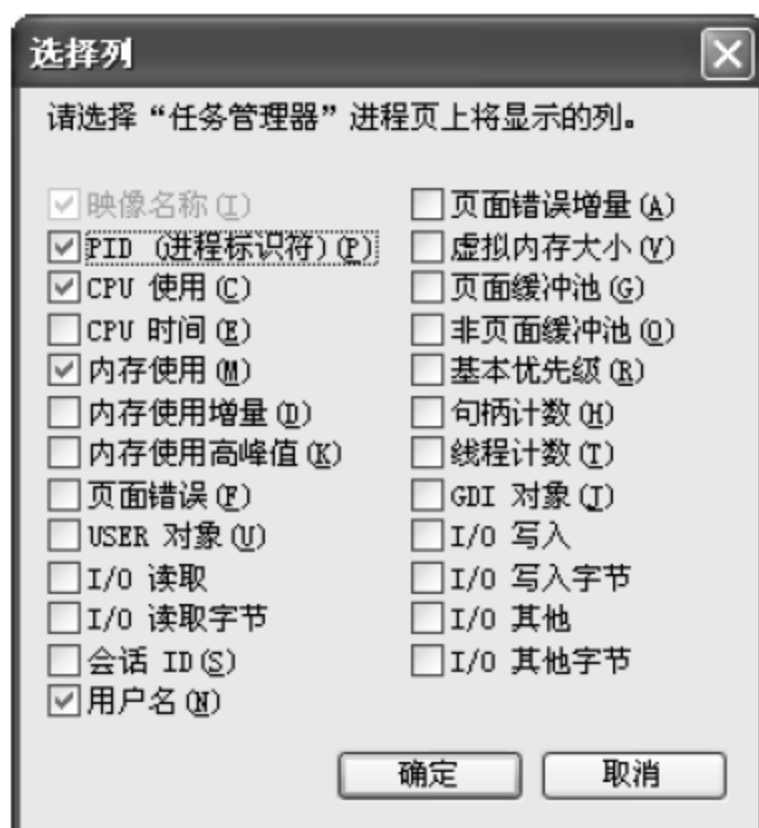 选择列
请选择“任务管理器”进程页上将显示的列。
映像名称(I)
PID (进程标识符)(P)
CPU 使用(C)
CPU 时间(E)
内存使用(M)
内存使用增量(D)
内存使用高峰值(K)
页面错误(F)
USER 对象(U)
I/O 读取
I/O 读取字节
会话 ID(S)
用户名(N)
页面错误增量(A)
虚拟内存大小(V)
页面缓冲池(G)
非页面缓冲池(O)
基本优先级(R)
句柄计数(H)
线程计数(T)
GDI 对象(J)
I/O 写入
I/O 写入字节
I/O 其他
I/O 其他字节
确定
取消